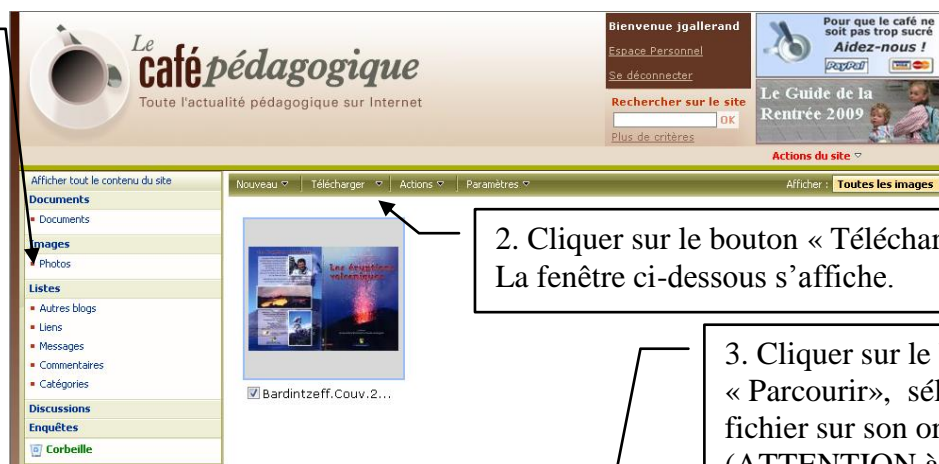 Le
café pédagogique
Toute l'actualité pédagogique sur Internet
Bienvenue jgallerand
Espace Personnel
Se déconnecter
Rechercher sur le site
OK
Plus de critères
Pour que le café ne
soit pas trop sucré
Aidez-nous !
PayPal
Le Guide de la
Rentrée 2009
Actions du site
Afficher tout le contenu du site
Documents
Documents
Images
Photos
Listes
Autres blogs
Liens
Messages
Commentaires
Catégories
Discussions
Enquêtes
Corbeille
Nouveau
Télécharger
Actions
Paramètres
Afficher : Toutes les images
Les éruptions
volcaniques
Bardintzeff.Couv.2...
2. Cliquer sur le bouton « Téléchar
La fenêtre ci-dessous s'affiche.
3. Cliquer sur le
« Parcourir», sél
fichier sur son or
(ATTENTION à